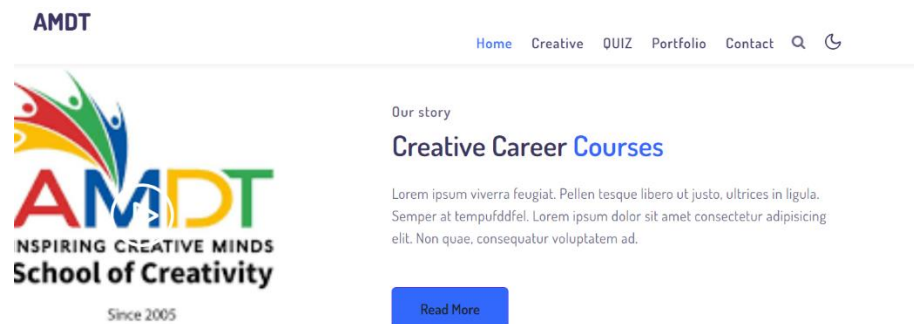 AMDT
Home Creative QUIZ Portfolio Contact
AMDT
INSPIRING CREATIVE MINDS
School of Creativity
Since 2005
Our story
Creative Career Courses
Lorem ipsum viverra feugiat. Pellen tesque libero ut justo, ultrices in ligula.
Semper at tempufddfel. Lorem ipsum dolor sit amet consectetur adipisicing
elit. Non quae, consequatur voluptatem ad.
Read More